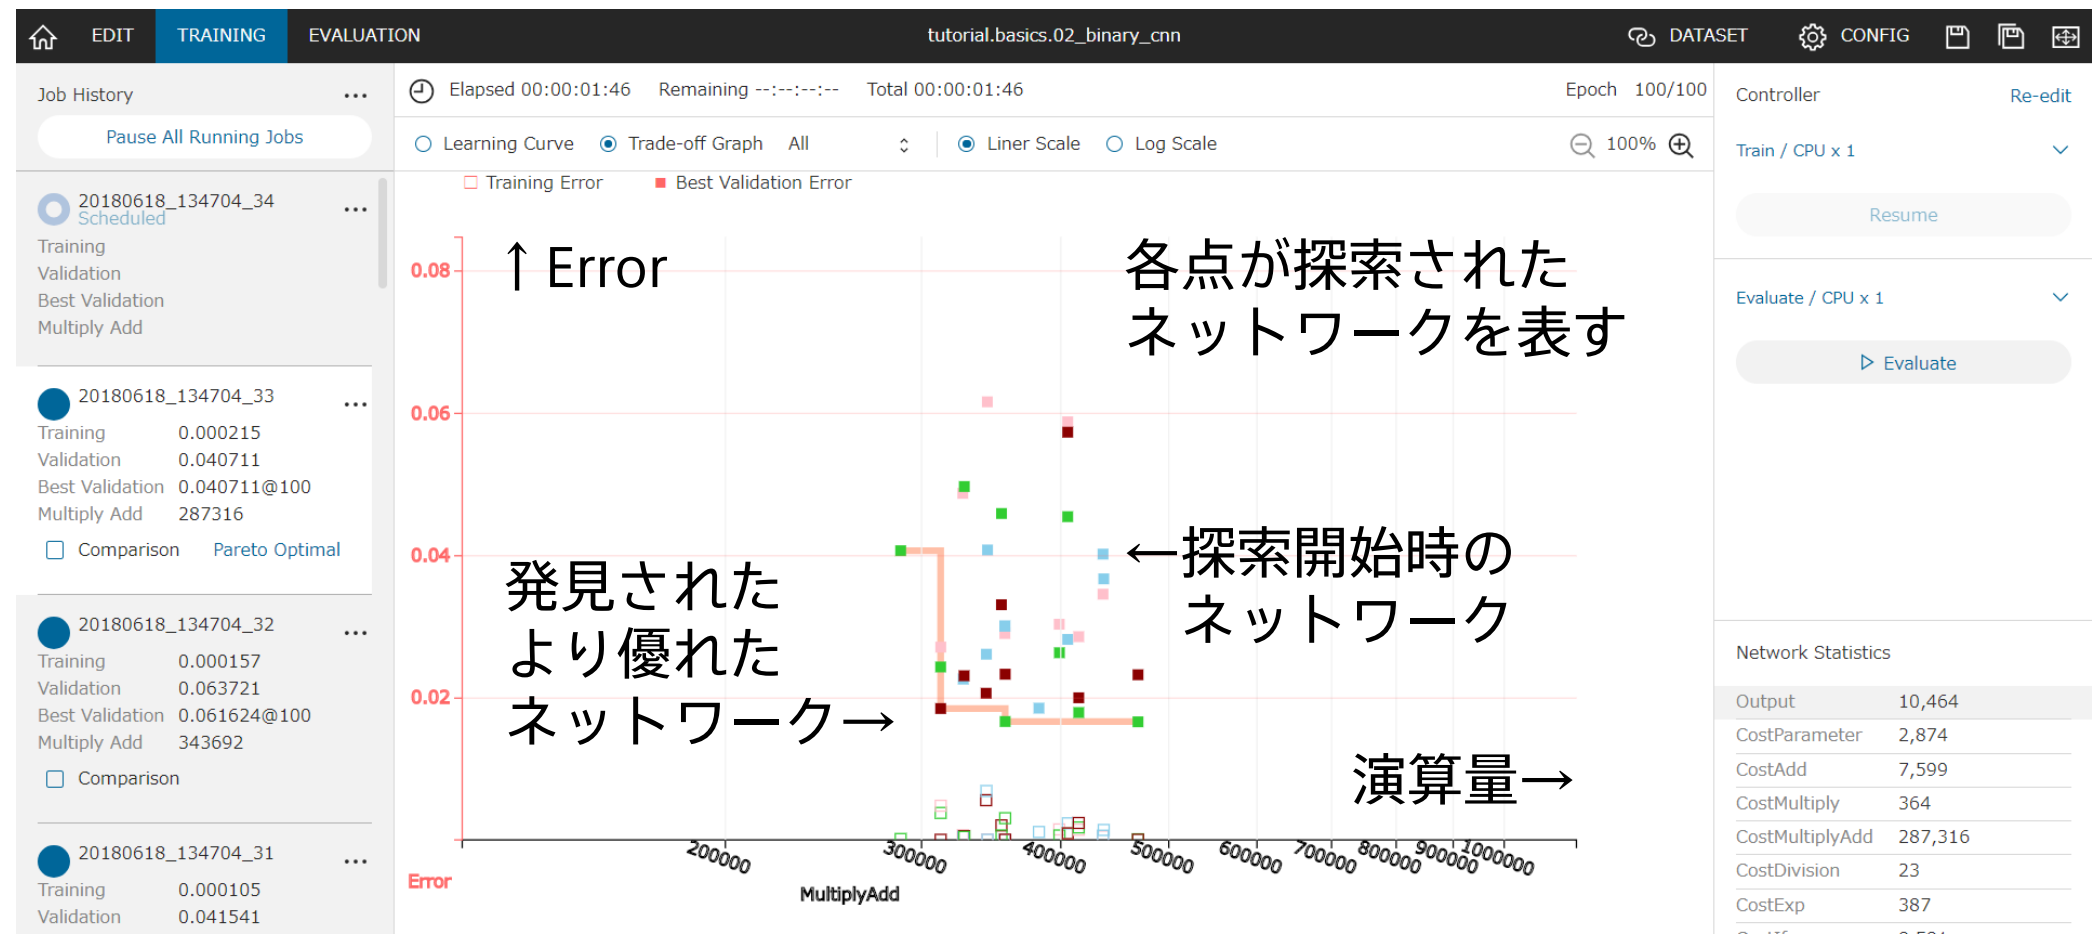 EDIT TRAINING EVALUATION tutorial.basics.02_binary_cnn DATASET CONFIG
Job History
Pause All Running Jobs
20180618_134704_34
Scheduled
Training
Validation
Best Validation
Multiply Add
20180618_134704_33
Training 0.000215
Validation 0.040711
Best Validation 0.040711@100
Multiply Add 287316
Comparison Pareto Optimal
20180618_134704_32
Training 0.000157
Validation 0.063721
Best Validation 0.061624@100
Multiply Add 343692
Comparison
20180618_134704_31
Training 0.000105
Validation 0.041541
Elapsed 00:00:01:46 Remaining --:--:--:-- Total 00:00:01:46 Epoch 100/100
Learning Curve Trade-off Graph All Liner Scale Log Scale 100%
Training Error Best Validation Error
↑Error
各点が探索された
ネットワークを表す
←探索開始時の
ネットワーク
発見された
より優れた
ネットワーク→
演算量→
0.08
0.06
0.04
0.02
200000 300000 400000 500000 600000 700000 800000 900000 1000000
Error
MultiplyAdd
Controller Re-edit
Train / CPU x 1
Resume
Evaluate / CPU x 1
Evaluate
Network Statistics
Output 10,464
CostParameter 2,874
CostAdd 7,599
CostMultiply 364
CostMultiplyAdd 287,316
CostDivision 23
CostExp 387